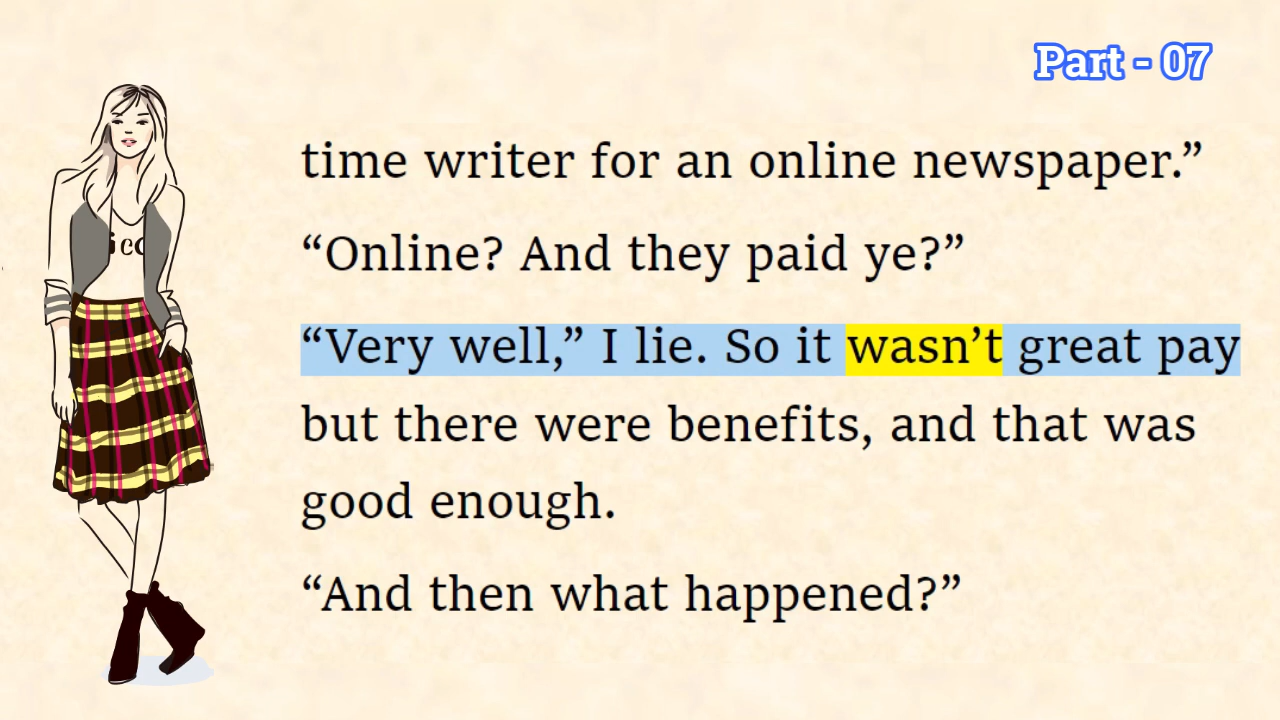 Part - 07
time writer for an online newspaper.”
“Online? And they paid ye?”
“Very well,” I lie. So it wasn’t great pay
but there were benefits, and that was
good enough.
“And then what happened?”